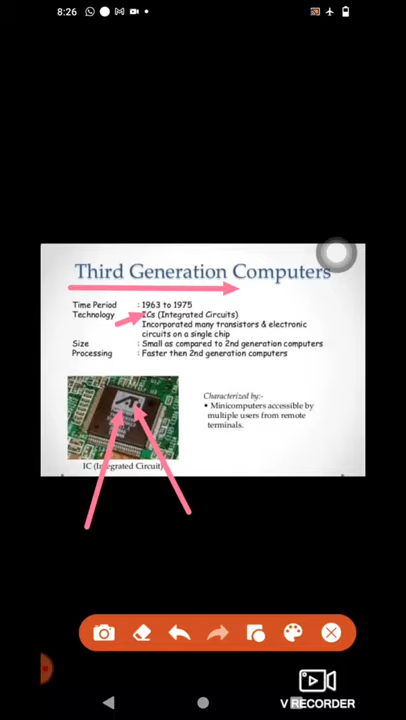 8:26
Third Generation Computers
Time Period : 1963 to 1975
Technology : ICs (Integrated Circuits)
Incorporated many transistors & electronic
circuits on a single chip
Size : Small as compared to 2nd generation computers
Processing : Faster then 2nd generation computers
Characterized by:-
• Minicomputers accessible by
multiple users from remote
terminals.
IC (Integrated Circuit)
V RECORDER